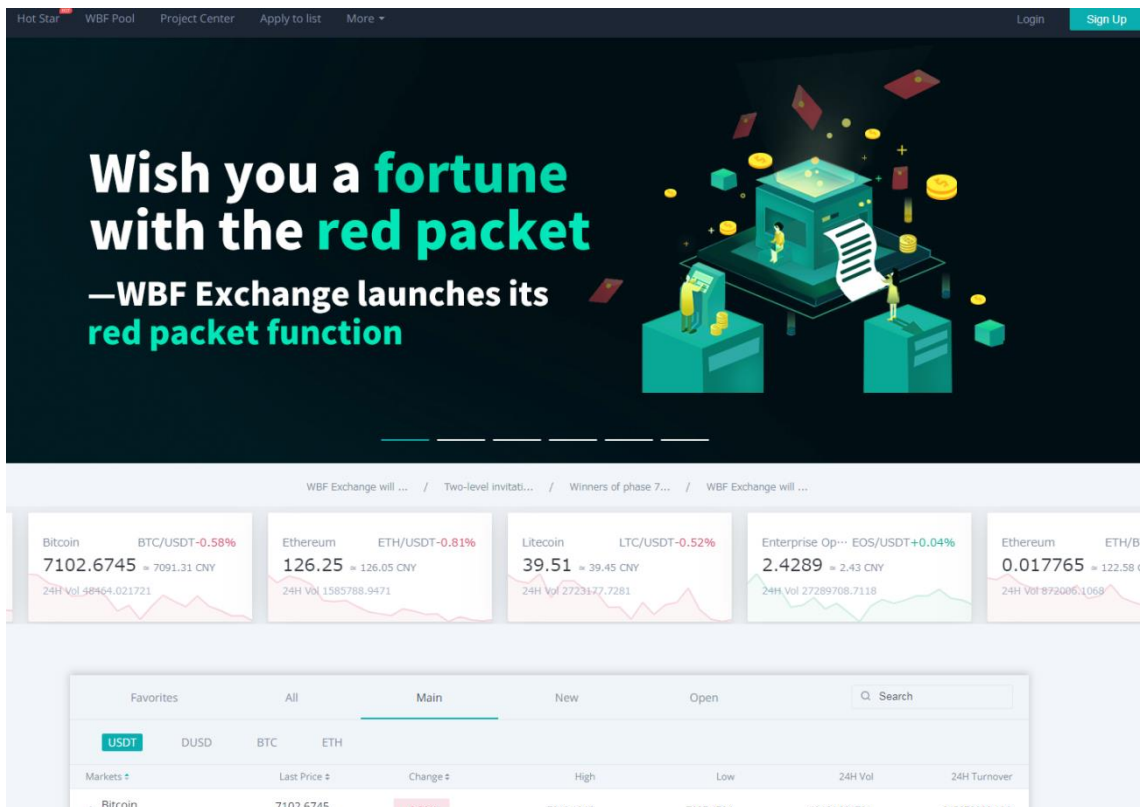 Hot Star
WBF Pool
Project Center
Apply to list
More
Login
Sign Up
Wish you a fortune
with the red packet
—WBF Exchange launches its
red packet function
WBF Exchange will ... / Two-level invitati... / Winners of phase 7... / WBF Exchange will ...
Bitcoin BTC/USDT-0.58%
7102.6745 ≈ 7091.31 CNY
24H Vol 48464.021721
Ethereum ETH/USDT-0.81%
126.25 ≈ 126.05 CNY
24H Vol 1585788.9471
Litecoin LTC/USDT-0.52%
39.51 ≈ 39.45 CNY
24H Vol 2723177.7281
Enterprise Op··· EOS/USDT+0.04%
2.4289 ≈ 2.43 CNY
24H Vol 27289708.7118
Ethereum ETH/B
0.017765 ≈ 122.58
24H Vol 872006.1068
Favorites All Main New Open Search
USDT DUSD BTC ETH
Markets Last Price Change High Low 24H Vol 24H Turnover
Bitcoin 7102.6745